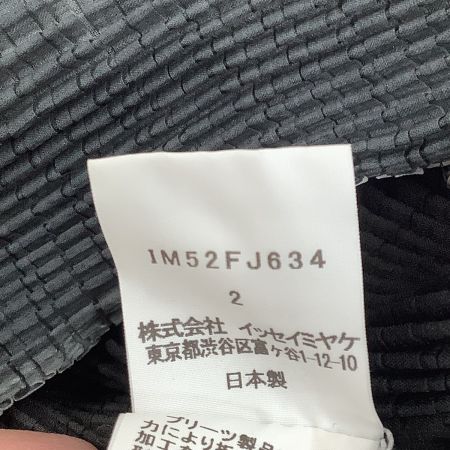 IM52FJ634
2
株式会社 イッセイミヤケ
東京都渋谷区富ヶ谷1-12-10
日本製
プリーツ製品
力により
加工